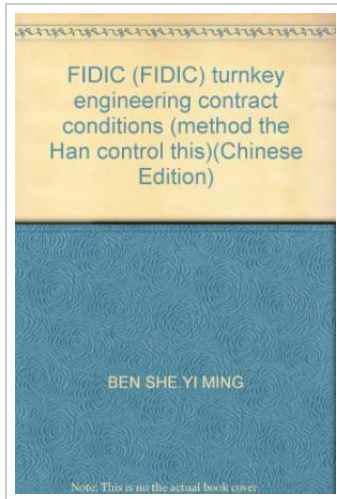 FIDIC (FIDIC) turnkey
engineering contract
conditions (method the
Han control this)(Chinese
Edition)
BEN SHE.YI MING
Note: This is no the actual book cover